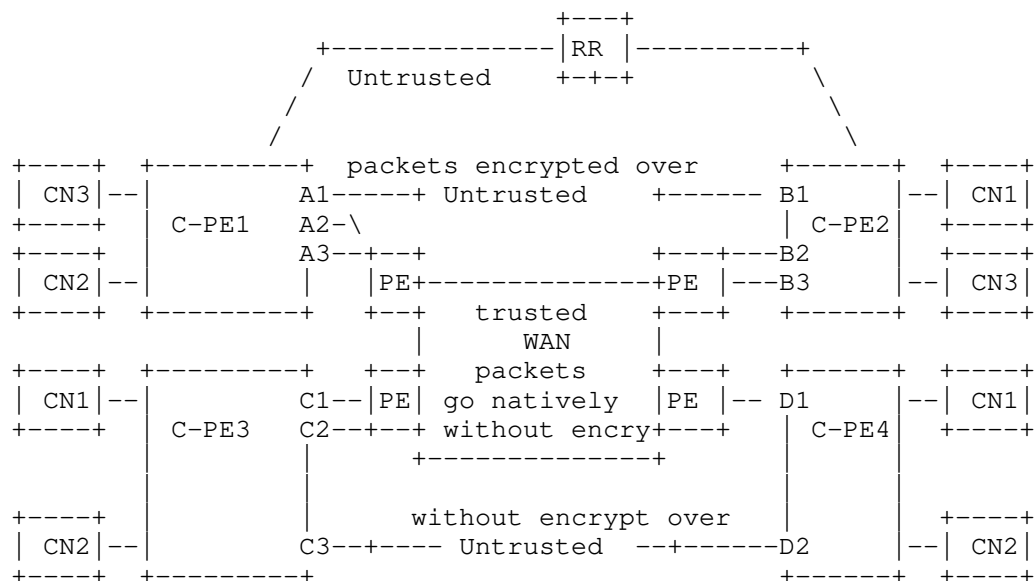 RR
Untrusted
packets encrypted over
CN3 A1 Untrusted B1 CN1
C-PE1 A2 C-PE2
A3 B2
CN2 PE PE B3 CN3
trusted
WAN
packets
CN1 C1 PE go natively PE D1 CN1
C-PE3 C2 without encry C-PE4
without encrypt over
CN2 C3 Untrusted D2 CN2